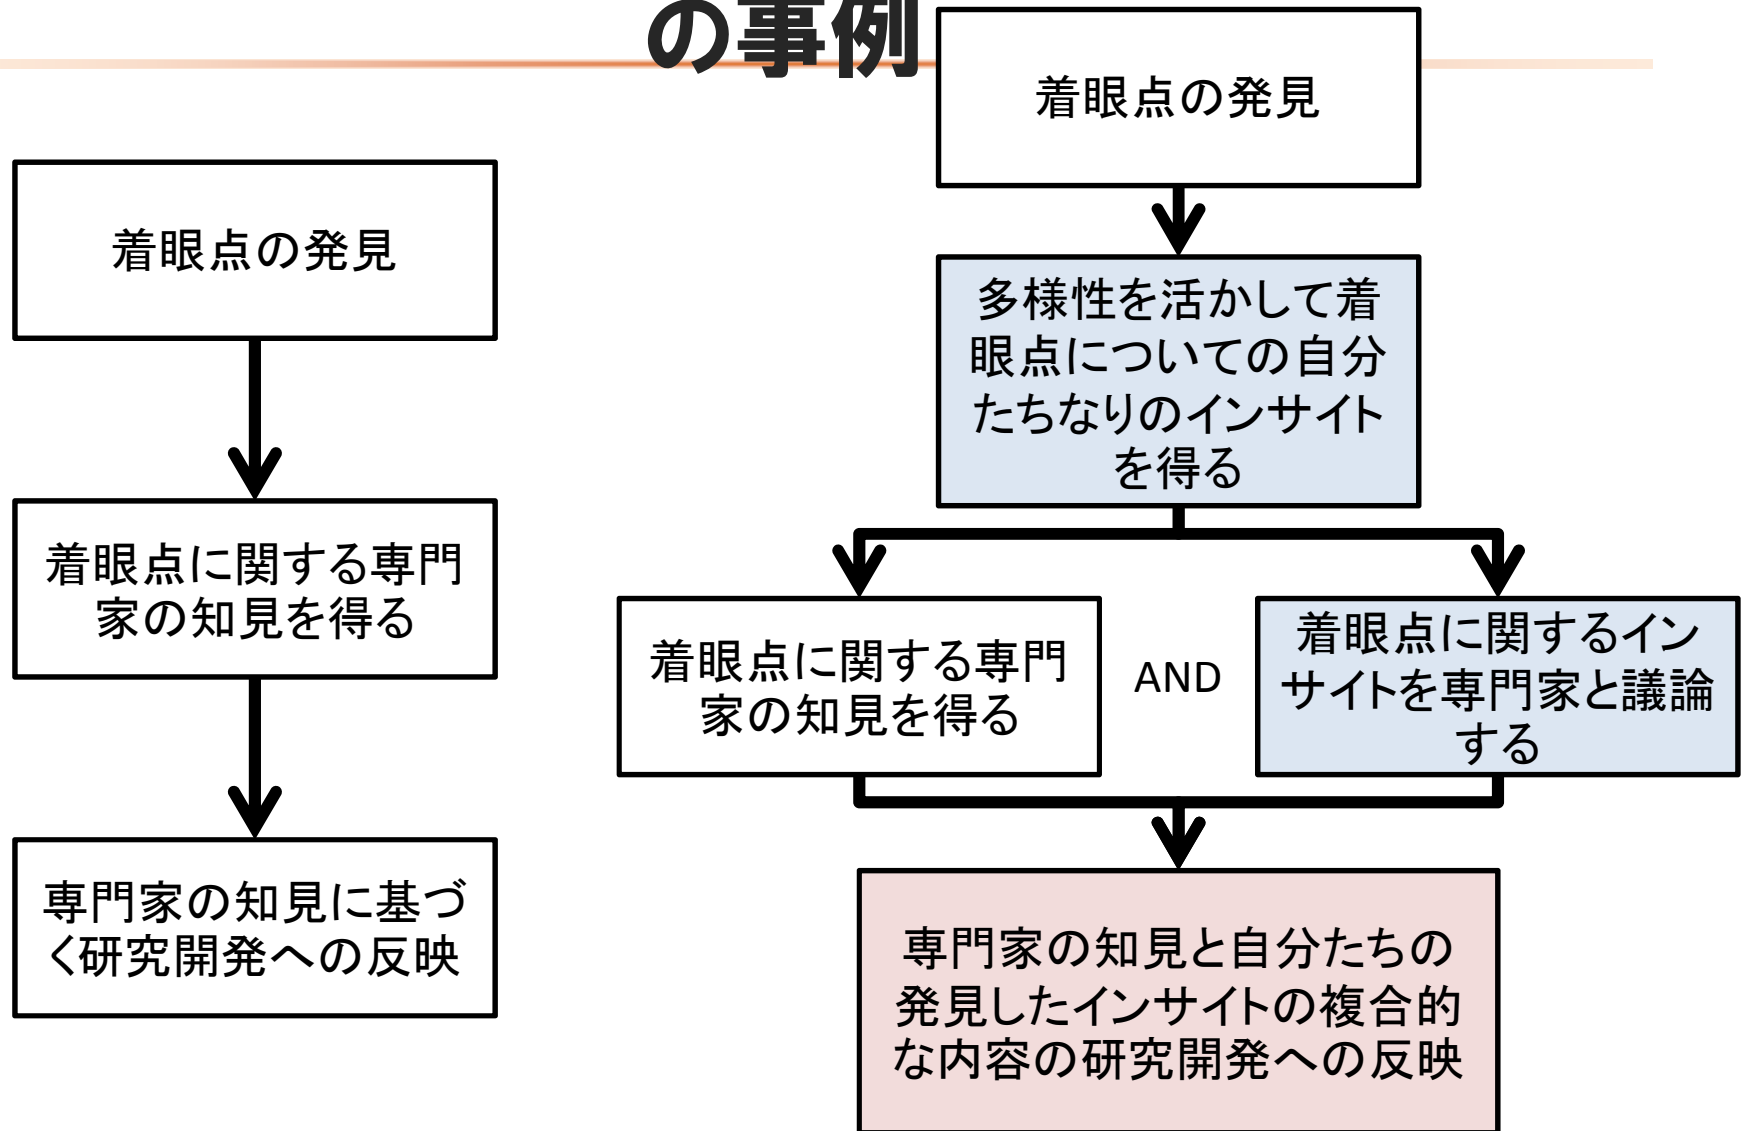 の事例
着眼点の発見
着眼点に関する専門
家の知見を得る
専門家の知見に基づ
く研究開発への反映
着眼点の発見
多様性を活かして着
眼点についての自分
たちなりのインサイト
を得る
着眼点に関する専門
家の知見を得る
AND
着眼点に関するイン
サイトを専門家と議論
する
専門家の知見と自分たちの
発見したインサイトの複合的
な内容の研究開発への反映